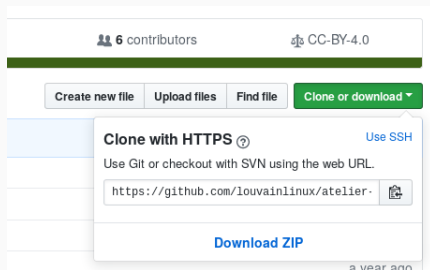 6 contributors CC-BY-4.0
Create new file Upload files Find file Clone or download
Clone with HTTPS Use SSH
Use Git or checkout with SVN using the web URL.
https://github.com/louvainlinux/atelier-
Download ZIP
a year ago